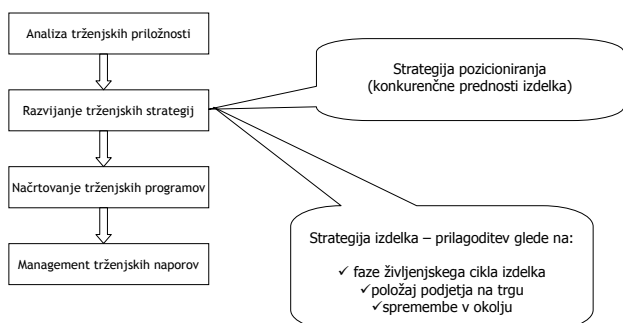 Analiza trženjskih priložnosti
Razvijanje trženjskih strategij
Načrtovanje trženjskih programov
Management trženjskih naporov
Strategija pozicioniranja
(konkurenčne prednosti izdelka)
Strategija izdelka – prilagoditev glede na:
✓ faze življenjskega cikla izdelka
✓položaj podjetja na trgu
✓spremembe v okolju